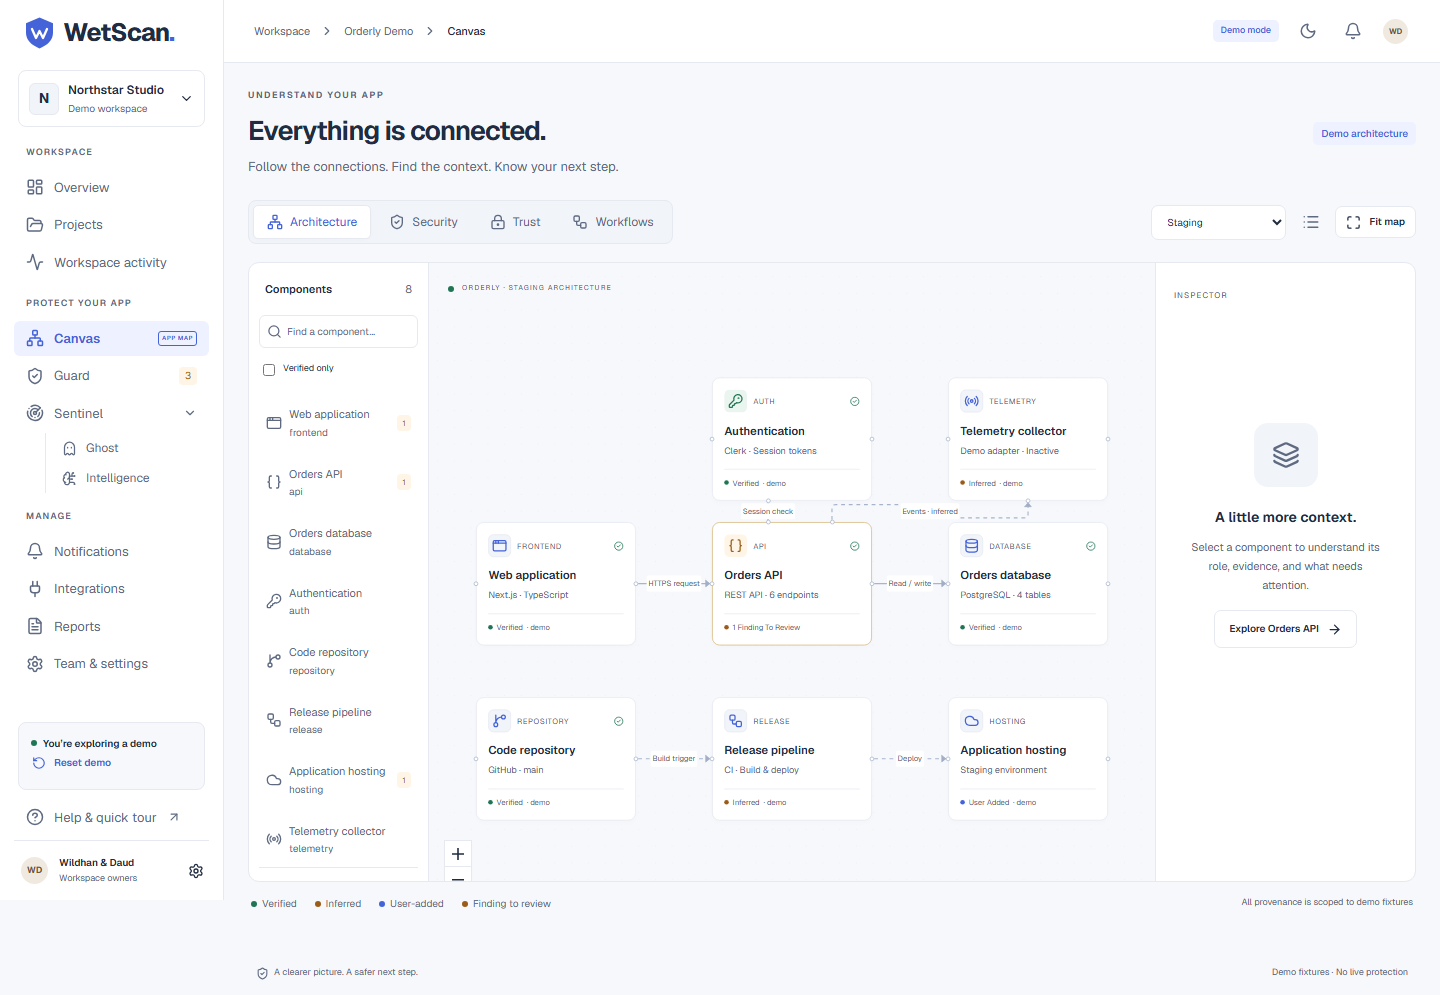 WetScan.
N
Northstar Studio
Demo workspace
WORKSPACE
Overview
Projects
Workspace activity
PROTECT YOUR APP
Canvas
APP MAP
Guard
3
Sentinel
Ghost
Intelligence
MANAGE
Notifications
Integrations
Reports
Team & settings
You're exploring a demo
Reset demo
Help & quick tour
WD
Wildhan & Daud
Workspace owners
Workspace
Orderly Demo
Canvas
Demo mode
WD
UNDERSTAND YOUR APP
Everything is connected.
Follow the connections. Find the context. Know your next step.
Demo architecture
Architecture
Security
Trust
Workflows
Staging
Fit map
Components
8
Find a component...
Verified only
Web application
frontend
1
Orders API
api
1
Orders database
database
Authentication
auth
Code repository
repository
Release pipeline
release
Application hosting
hosting
1
Telemetry collector
telemetry
ORDERLY · STAGING ARCHITECTURE
AUTH
Authentication
Clerk · Session tokens
Verified · demo
TELEMETRY
Telemetry collector
Demo adapter · Inactive
Inferred · demo
Session check
Events · inferred
FRONTEND
Web application
Next.js · TypeScript
Verified · demo
HTTPS request
API
Orders API
REST API · 6 endpoints
1 Finding To Review
Read / write
DATABASE
Orders database
PostgreSQL · 4 tables
Verified · demo
REPOSITORY
Code repository
GitHub · main
Verified · demo
Build trigger
RELEASE
Release pipeline
CI · Build & deploy
Inferred · demo
Deploy
HOSTING
Application hosting
Staging environment
User Added · demo
INSPECTOR
A little more context.
Select a component to understand its
role, evidence, and what needs
attention.
Explore Orders API
Verified
Inferred
User-added
Finding to review
All provenance is scoped to demo fixtures
A clearer picture. A safer next step.
Demo fixtures · No live protection